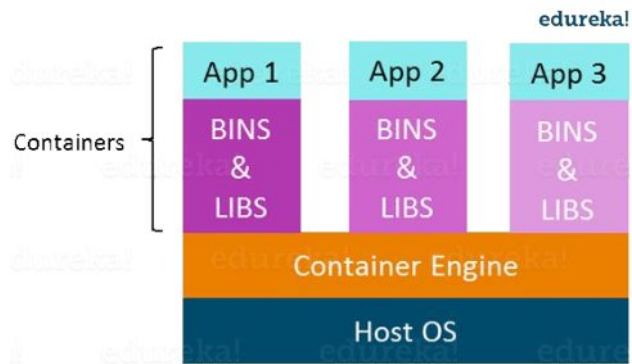 edureka!
App 1
App 2
App 3
Containers
BINS
&
LIBS
BINS
&
LIBS
BINS
&
LIBS
Container Engine
Host OS